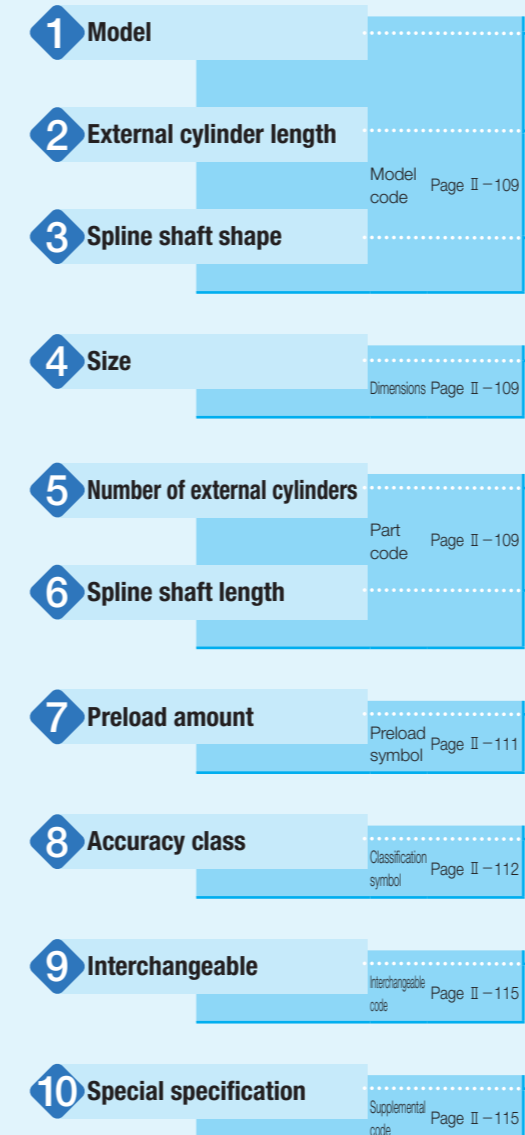 1 Model
2 External cylinder length
Model code Page Ⅱ－109
3 Spline shaft shape
4 Size
Dimensions Page Ⅱ－109
5 Number of external cylinders
Part code Page Ⅱ－109
6 Spline shaft length
7 Preload amount
Preload symbol Page Ⅱ－111
8 Accuracy class
Classification symbol Page Ⅱ－112
9 Interchangeable
Interchangeable code Page Ⅱ－115
10 Special specification
Supplemental code Page Ⅱ－115